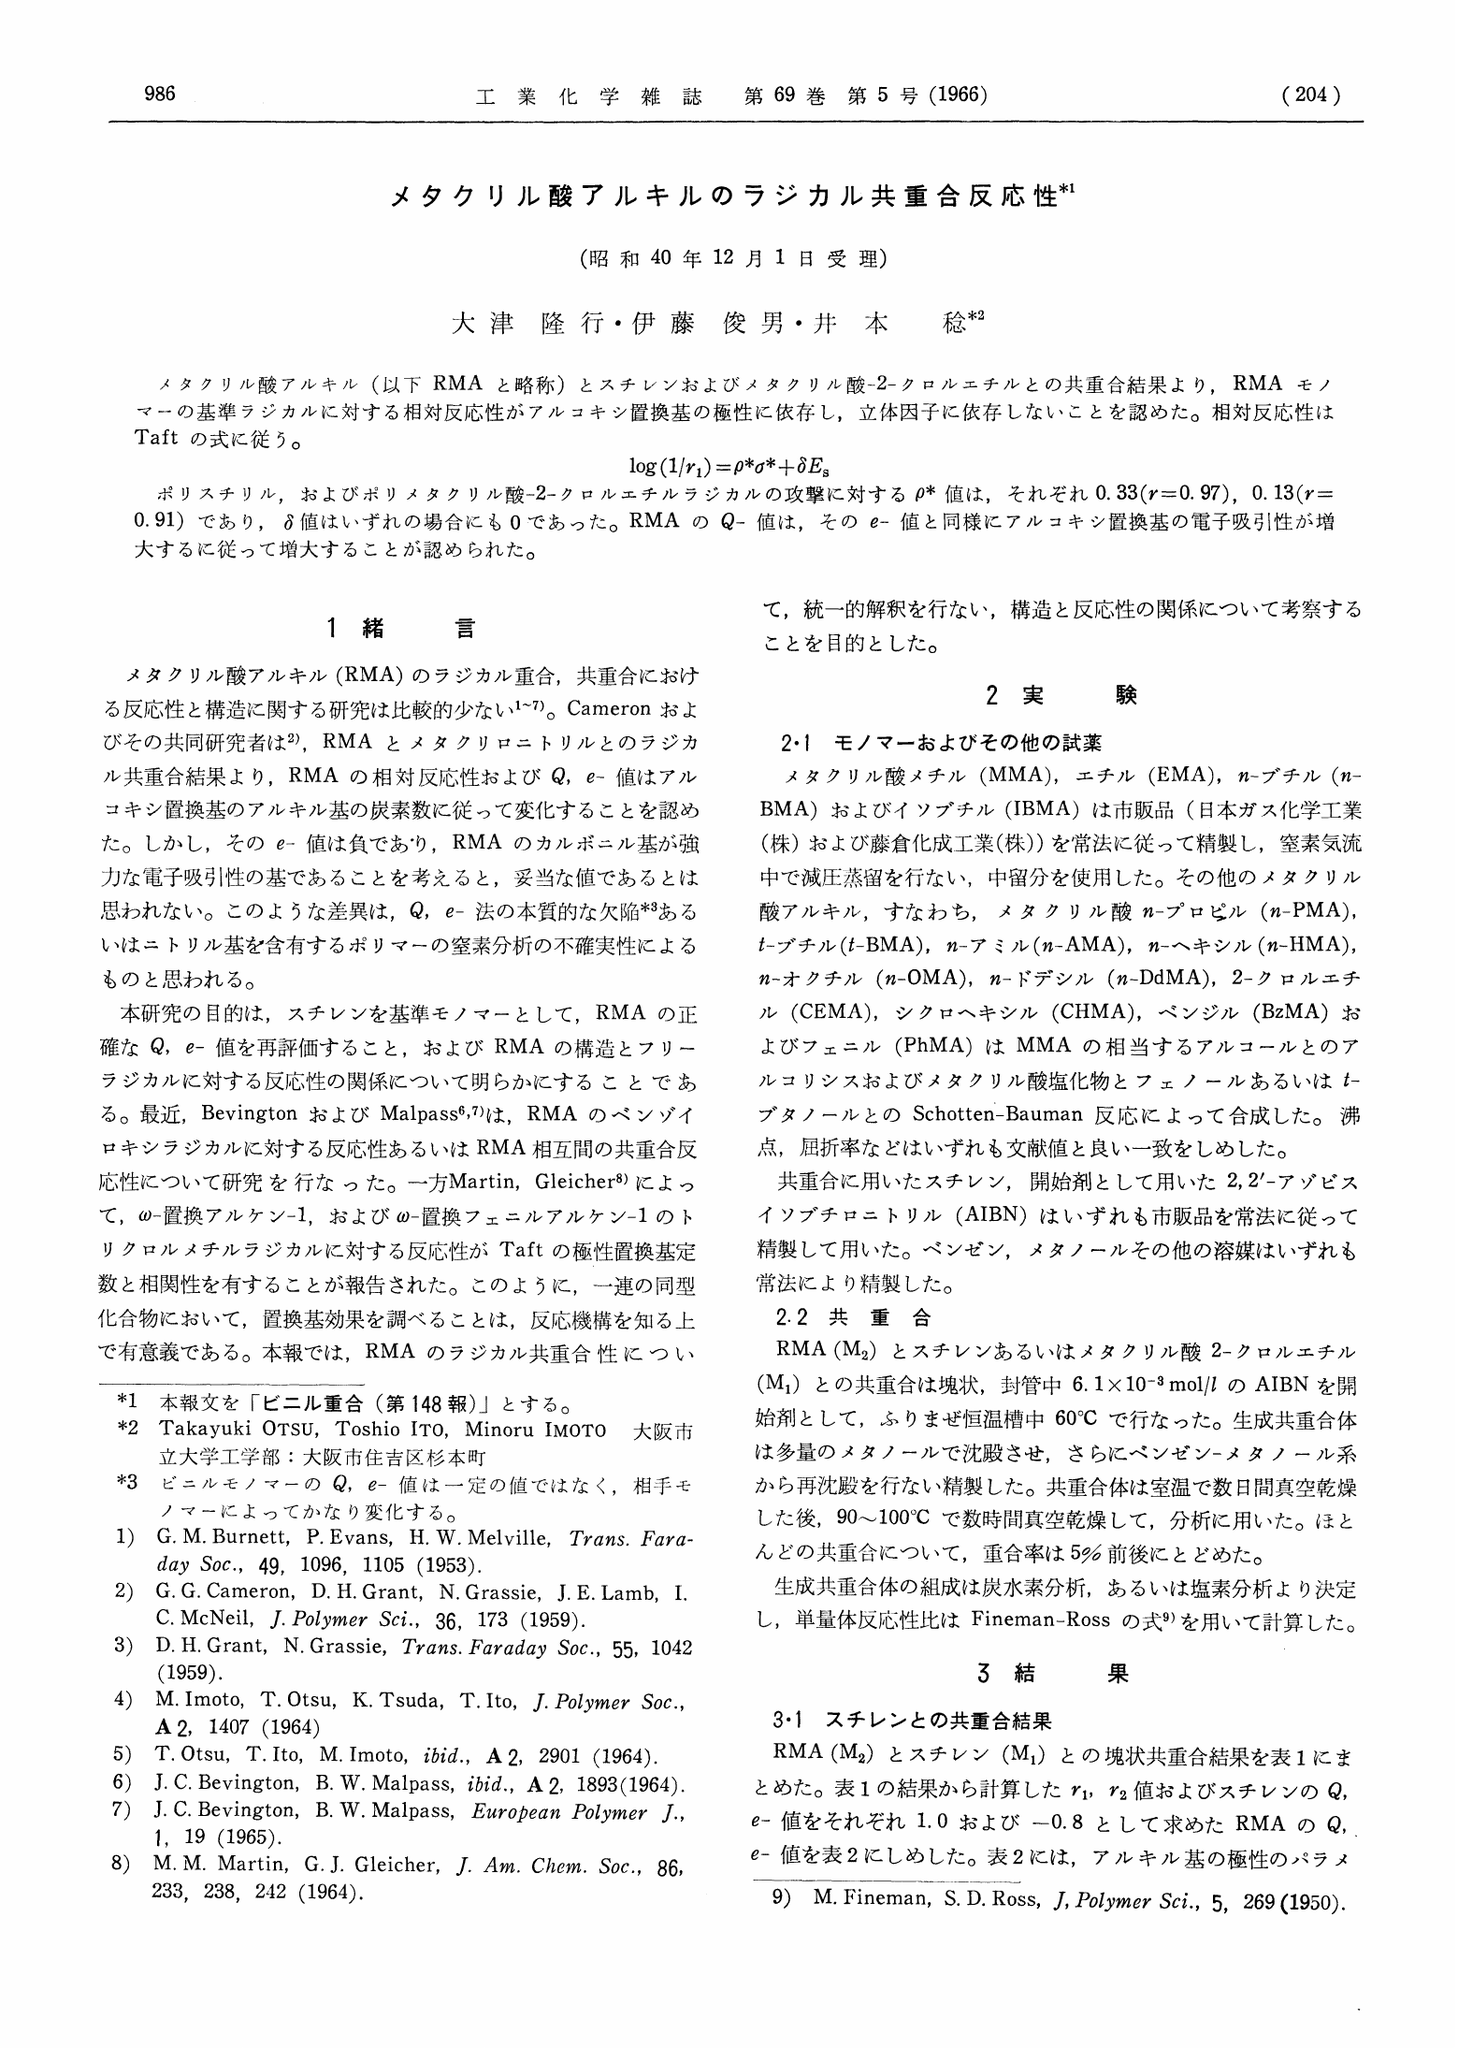 986
工業化学雑誌 第69巻 第5号(1966)
(204)
メタクリル酸アルキルのラジカル共重合反応性*1
(昭和40年12月1日受理)
大津 隆行・伊藤 俊男・井本 稔*2
メタクリル酸アルキル (以下 RMA と略称) とスチレンおよびメタクリル酸-2-クロルエチルとの共重合結果より, RMA モノ
マーの基準ラジカルに対する相対反応性がアルコキシ置換基の極性に依存し, 立体因子に依存しないことを認めた。相対反応性は
Taft の式に従う。
log(1/r₁)=ρ*σ*+δEs
ポリスチリル, およびポリメタクリル酸-2-クロルエチルラジカルの攻撃に対する ρ* 値は, それぞれ 0.33(r=0.97), 0.13(r=
0.91) であり, δ 値はいずれの場合にも 0 であった。RMA の Q- 値は, その e- 値と同様にアルコキシ置換基の電子吸引性が増
大するに従って増大することが認められた。
1 緒 言
メタクリル酸アルキル (RMA) のラジカル重合, 共重合におけ
る反応性と構造に関する研究は比較的少ない1~7)。Cameron およ
びその共同研究者は2), RMA とメタクリロニトリルとのラジカ
ル共重合結果より, RMA の相対反応性および Q, e- 値はアル
コキシ置換基のアルキル基の炭素数に従って変化することを認め
た。しかし, その e- 値は負であり, RMA のカルボニル基が強
力な電子吸引性の基であることを考えると, 妥当な値であるとは
思われない。このような差異は, Q, e- 法の本質的な欠陥*3ある
いはニトリル基を含有するポリマーの窒素分析の不確実性による
ものと思われる。
本研究の目的は, スチレンを基準モノマーとして, RMA の正
確な Q, e- 値を再評価すること, および RMA の構造とフリー
ラジカルに対する反応性の関係について明らかにすることであ
る。最近, Bevington および Malpass6,7)は, RMA のベンゾイ
ロキシラジカルに対する反応性あるいは RMA 相互間の共重合反
応性について研究を行なった。一方Martin, Gleicher8) によっ
て, ω-置換アルケン-1, および ω-置換フェニルアルケン-1 のト
リクロルメチルラジカルに対する反応性が Taft の極性置換基定
数と相関性を有することが報告された。このように, 一連の同型
化合物において, 置換基効果を調べることは, 反応機構を知る上
で有意義である。本報では, RMA のラジカル共重合性につい
*1 本報文を「ビニル重合 (第148報)」とする。
*2 Takayuki OTSU, Toshio ITO, Minoru IMOTO 大阪市
立大学工学部:大阪市住吉区杉本町
*3 ビニルモノマーの Q, e- 値は一定の値ではなく, 相手モ
ノマーによってかなり変化する。
1) G. M. Burnett, P. Evans, H. W. Melville, Trans. Fara-
day Soc., 49, 1096, 1105 (1953).
2) G. G. Cameron, D. H. Grant, N. Grassie, J. E. Lamb, I.
C. McNeil, J. Polymer Sci., 36, 173 (1959).
3) D. H. Grant, N. Grassie, Trans. Faraday Soc., 55, 1042
(1959).
4) M. Imoto, T. Otsu, K. Tsuda, T. Ito, J. Polymer Soc.,
A 2, 1407 (1964)
5) T. Otsu, T. Ito, M. Imoto, ibid., A 2, 2901 (1964).
6) J. C. Bevington, B. W. Malpass, ibid., A 2, 1893(1964).
7) J. C. Bevington, B. W. Malpass, European Polymer J.,
1, 19 (1965).
8) M. M. Martin, G. J. Gleicher, J. Am. Chem. Soc., 86,
233, 238, 242 (1964).
て, 統一的解釈を行ない, 構造と反応性の関係について考察する
ことを目的とした。
2 実 験
2・1 モノマーおよびその他の試薬
メタクリル酸メチル (MMA), エチル (EMA), n-ブチル (n-
BMA) およびイソブチル (IBMA) は市販品 (日本ガス化学工業
(株) および藤倉化成工業(株)) を常法に従って精製し, 窒素気流
中で減圧蒸留を行ない, 中留分を使用した。その他のメタクリル
酸アルキル, すなわち, メタクリル酸 n-プロピル (n-PMA),
t-ブチル(t-BMA), n-アミル(n-AMA), n-ヘキシル(n-HMA),
n-オクチル (n-OMA), n-ドデシル (n-DdMA), 2-クロルエチ
ル (CEMA), シクロヘキシル (CHMA), ベンジル (BzMA) お
よびフェニル (PhMA) は MMA の相当するアルコールとのア
ルコリシスおよびメタクリル酸塩化物とフェノールあるいは t-
ブタノールとの Schotten-Bauman 反応によって合成した。沸
点, 屈折率などはいずれも文献値と良い一致をしめした。
共重合に用いたスチレン, 開始剤として用いた 2,2′-アゾビス
イソブチロニトリル (AIBN) はいずれも市販品を常法に従って
精製して用いた。ベンゼン, メタノールその他の溶媒はいずれも
常法により精製した。
2.2 共重合
RMA (M₂) とスチレンあるいはメタクリル酸 2-クロルエチル
(M₁) との共重合は塊状, 封管中 6.1×10⁻³ mol/l の AIBN を開
始剤として, ふりまぜ恒温槽中 60℃ で行なった。生成共重合体
は多量のメタノールで沈殿させ, さらにベンゼン-メタノール系
から再沈殿を行ない精製した。共重合体は室温で数日間真空乾燥
した後, 90～100℃ で数時間真空乾燥して, 分析に用いた。ほと
んどの共重合について, 重合率は 5% 前後にとどめた。
生成共重合体の組成は炭水素分析, あるいは塩素分析より決定
し, 単量体反応性比は Fineman-Ross の式9) を用いて計算した。
3 結 果
3・1 スチレンとの共重合結果
RMA (M₂) とスチレン (M₁) との塊状共重合結果を表1にま
とめた。表1の結果から計算した r₁, r₂ 値およびスチレンの Q,
e- 値をそれぞれ 1.0 および −0.8 として求めた RMA の Q,
e- 値を表2にしめした。表2には, アルキル基の極性のパラメ
9) M. Fineman, S. D. Ross, J, Polymer Sci., 5, 269 (1950).